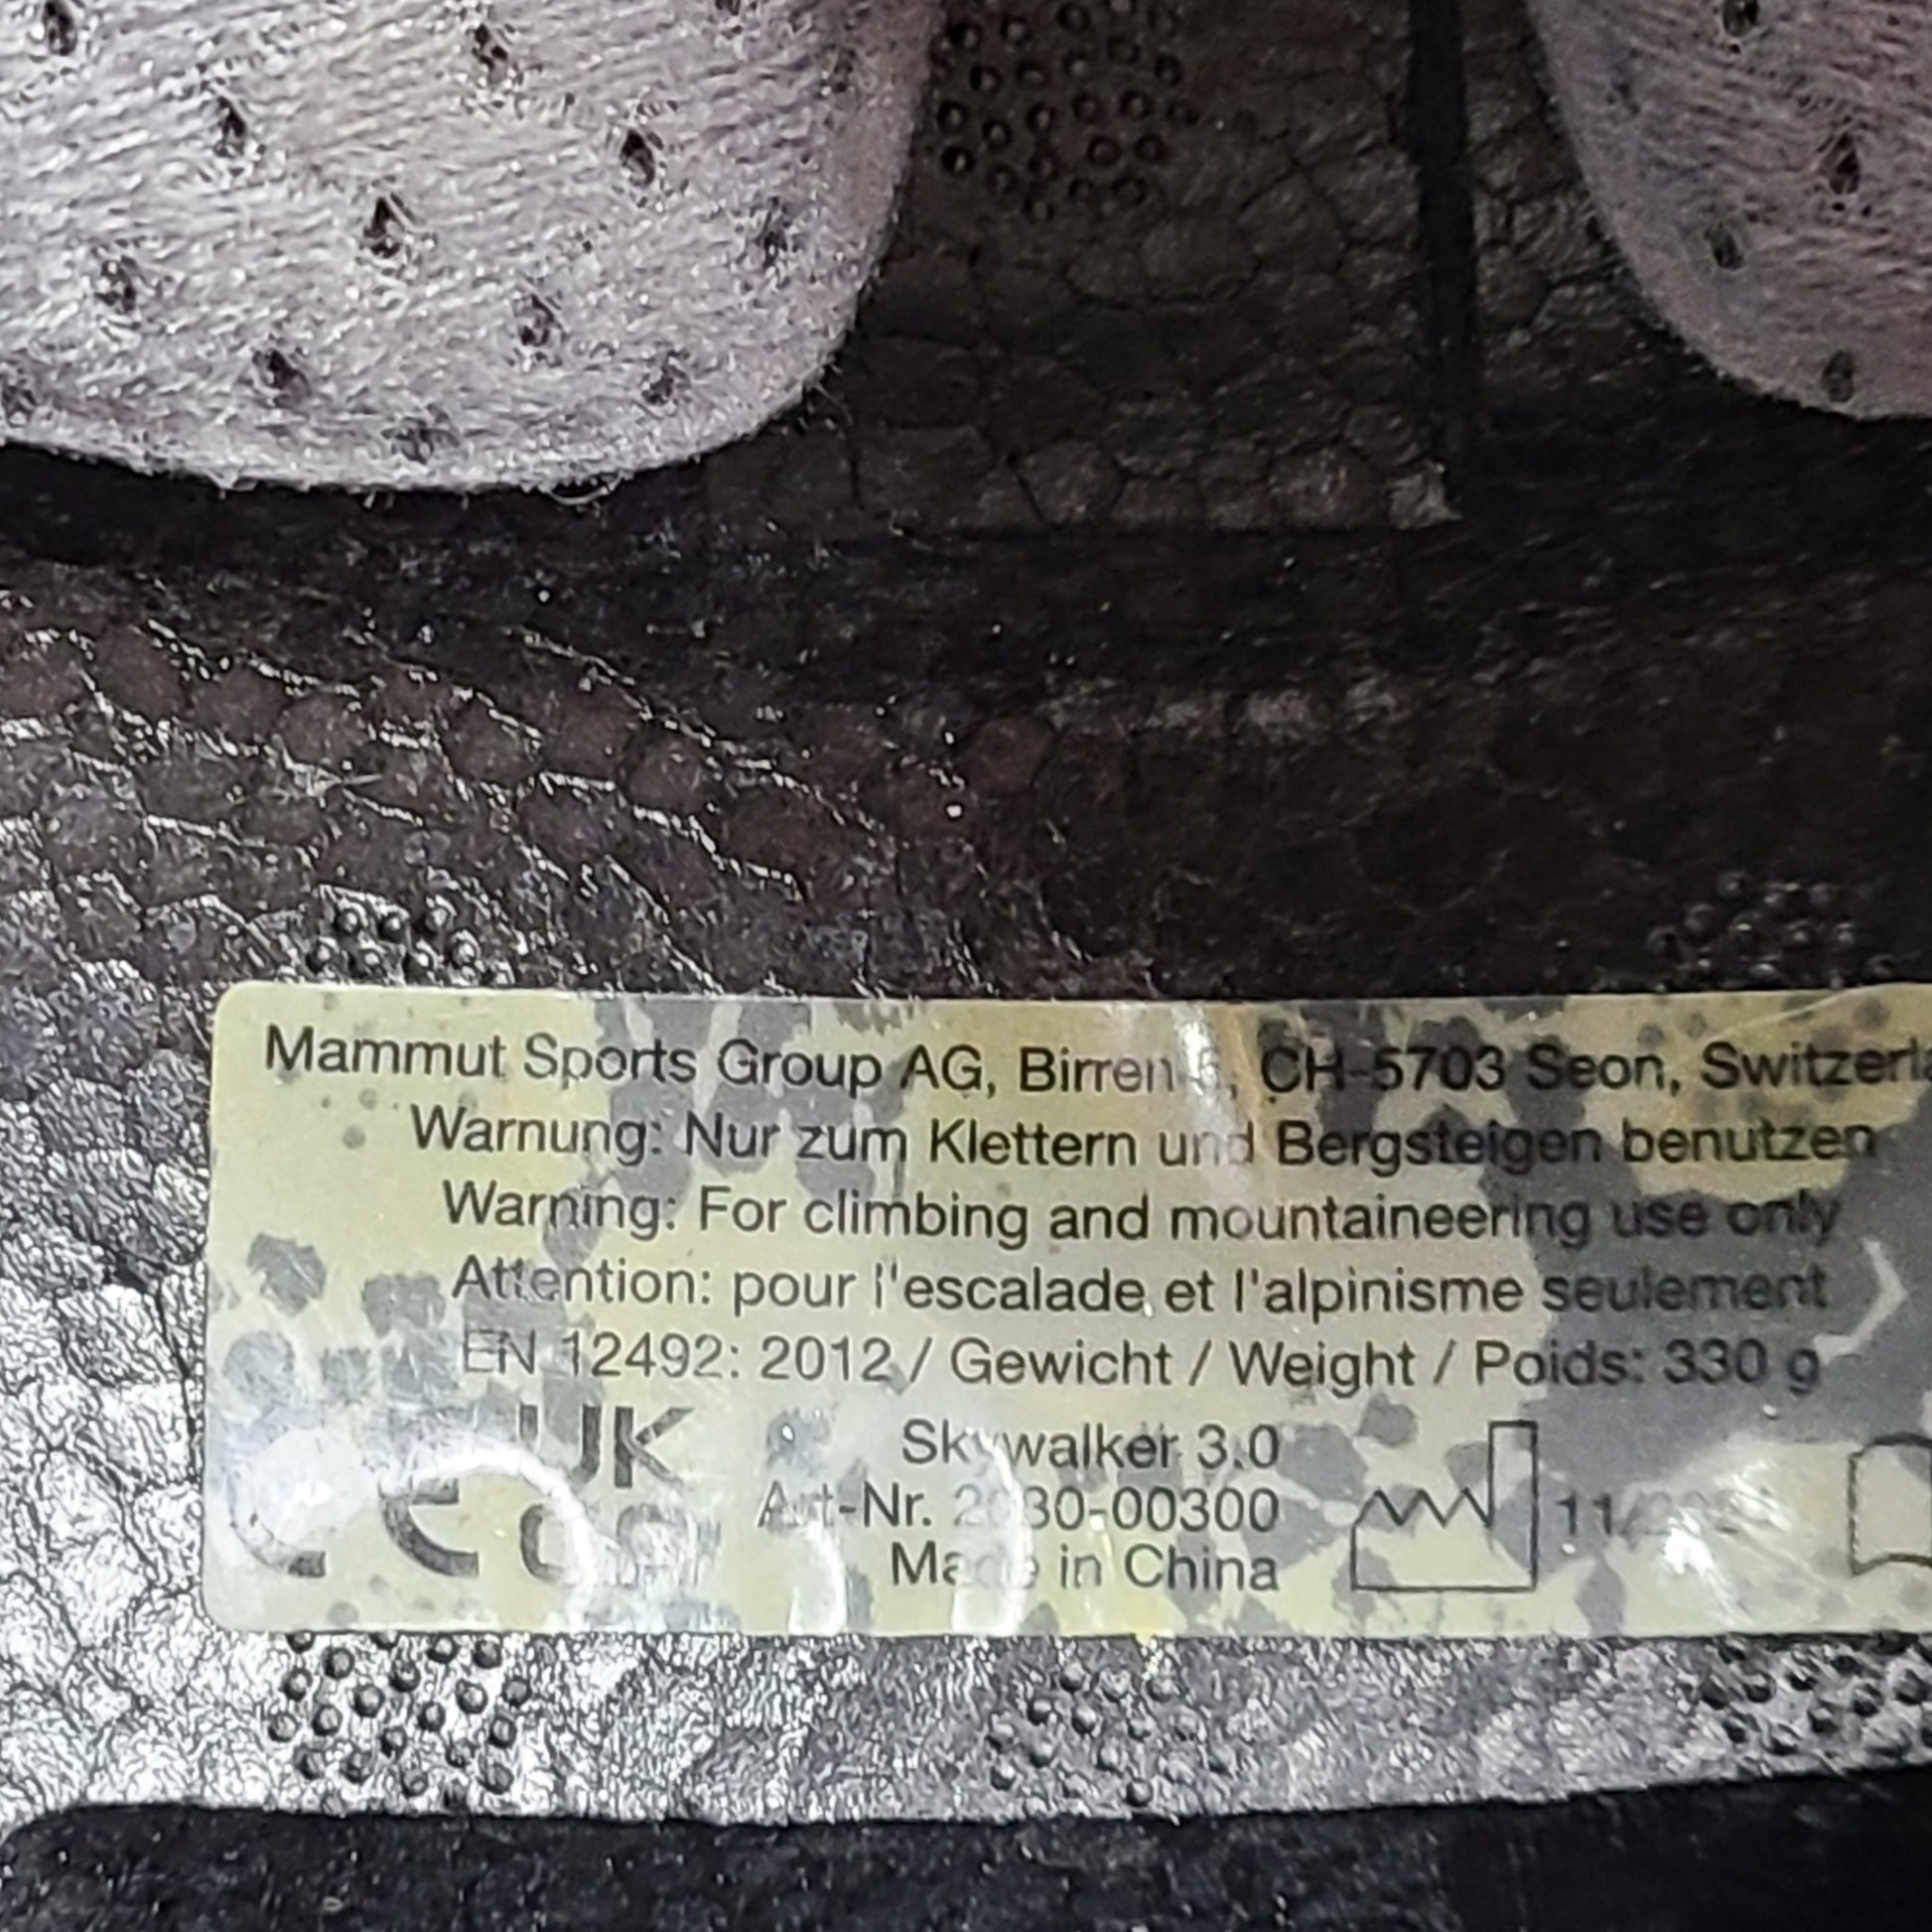 Mammut Sports Group AG, Birren 5, CH-5703 Seon, Switzerla
Warnung: Nur zum Klettern und Bergsteigen benutzen
Warning: For climbing and mountaineering use only
Attention: pour l'escalade et l'alpinisme seulement
EN 12492: 2012 / Gewicht / Weight / Poids: 330 g
CE UK CA
Skywalker 3.0
Art-Nr. 2030-00300
Made in China